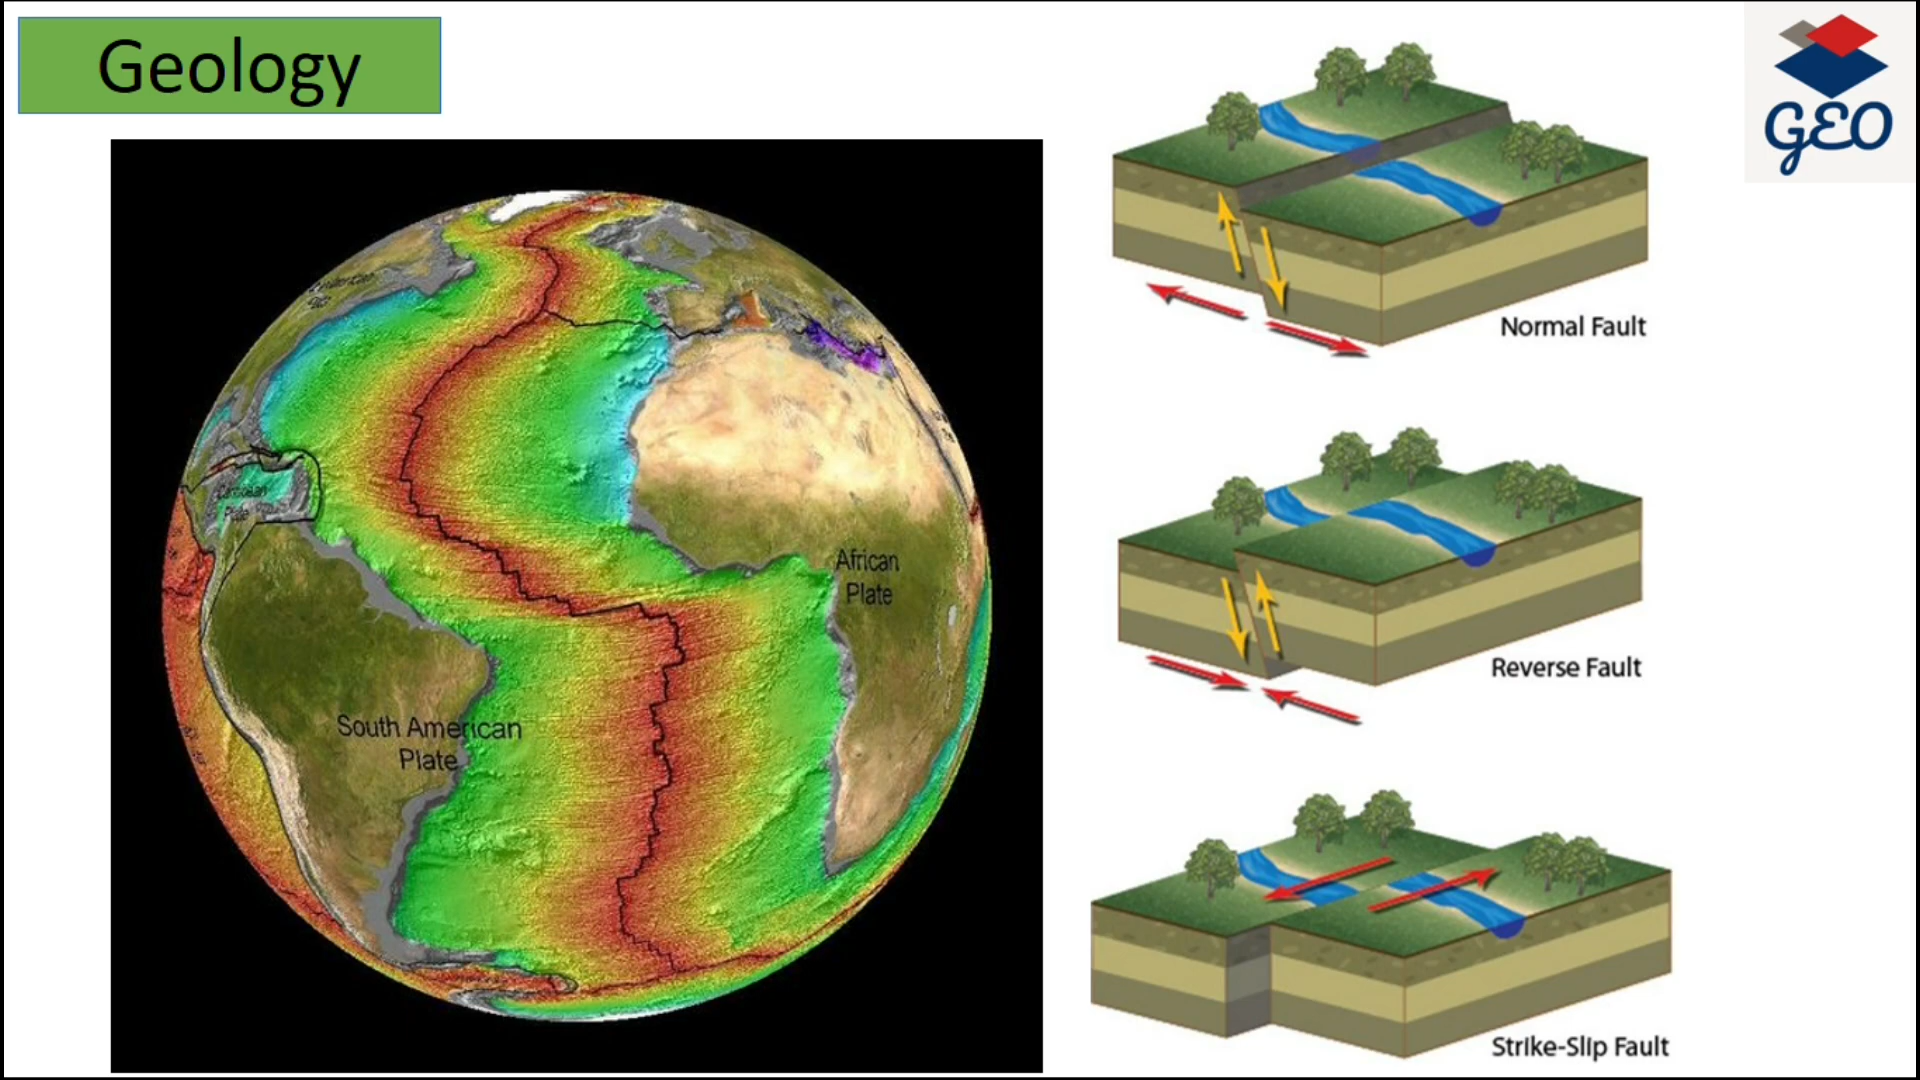 Geology
GEO
Normal Fault
African
Plate
Reverse Fault
South American
Plate
Strike-Slip Fault